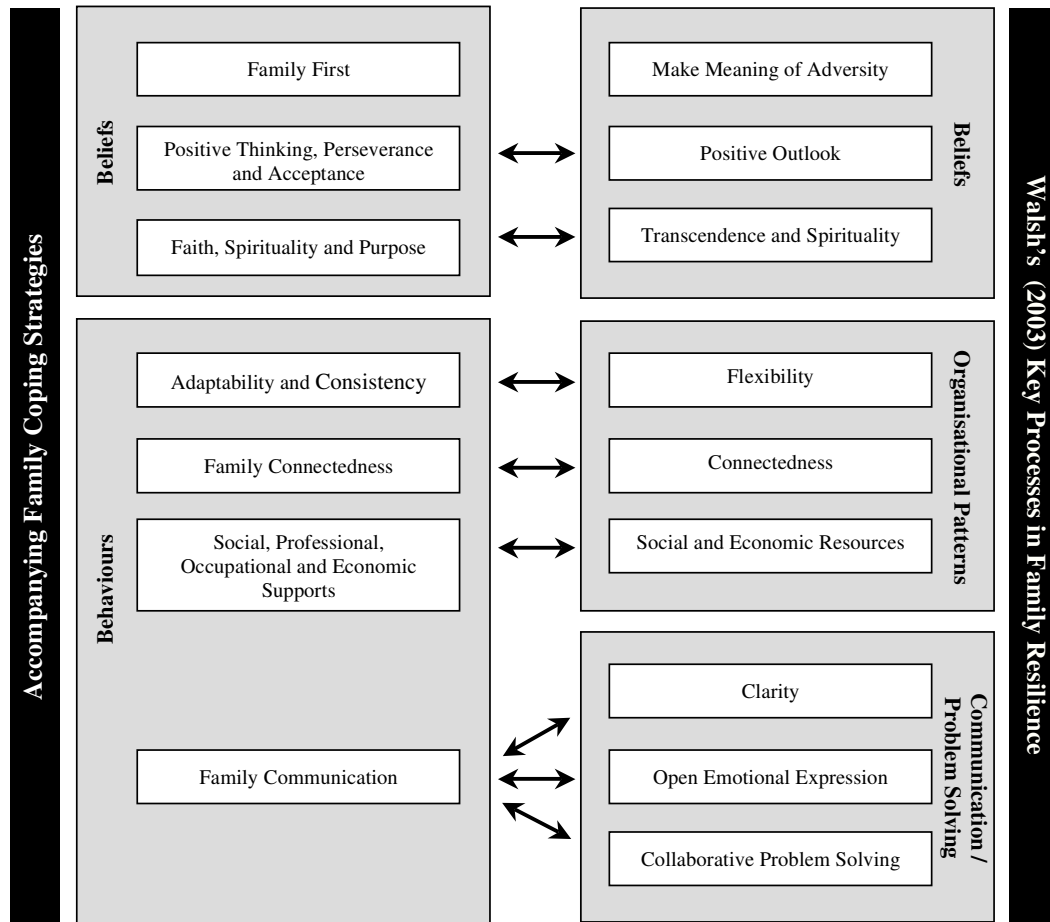 Accompanying Family Coping Strategies
Beliefs
Family First
Positive Thinking, Perseverance
and Acceptance
Faith, Spirituality and Purpose
Behaviours
Adaptability and Consistency
Family Connectedness
Social, Professional,
Occupational and Economic
Supports
Family Communication
Make Meaning of Adversity
Positive Outlook
Transcendence and Spirituality
Beliefs
Flexibility
Connectedness
Social and Economic Resources
Organisational Patterns
Clarity
Open Emotional Expression
Collaborative Problem Solving
Communication /
Problem Solving
Walsh's (2003) Key Processes in Family Resilience